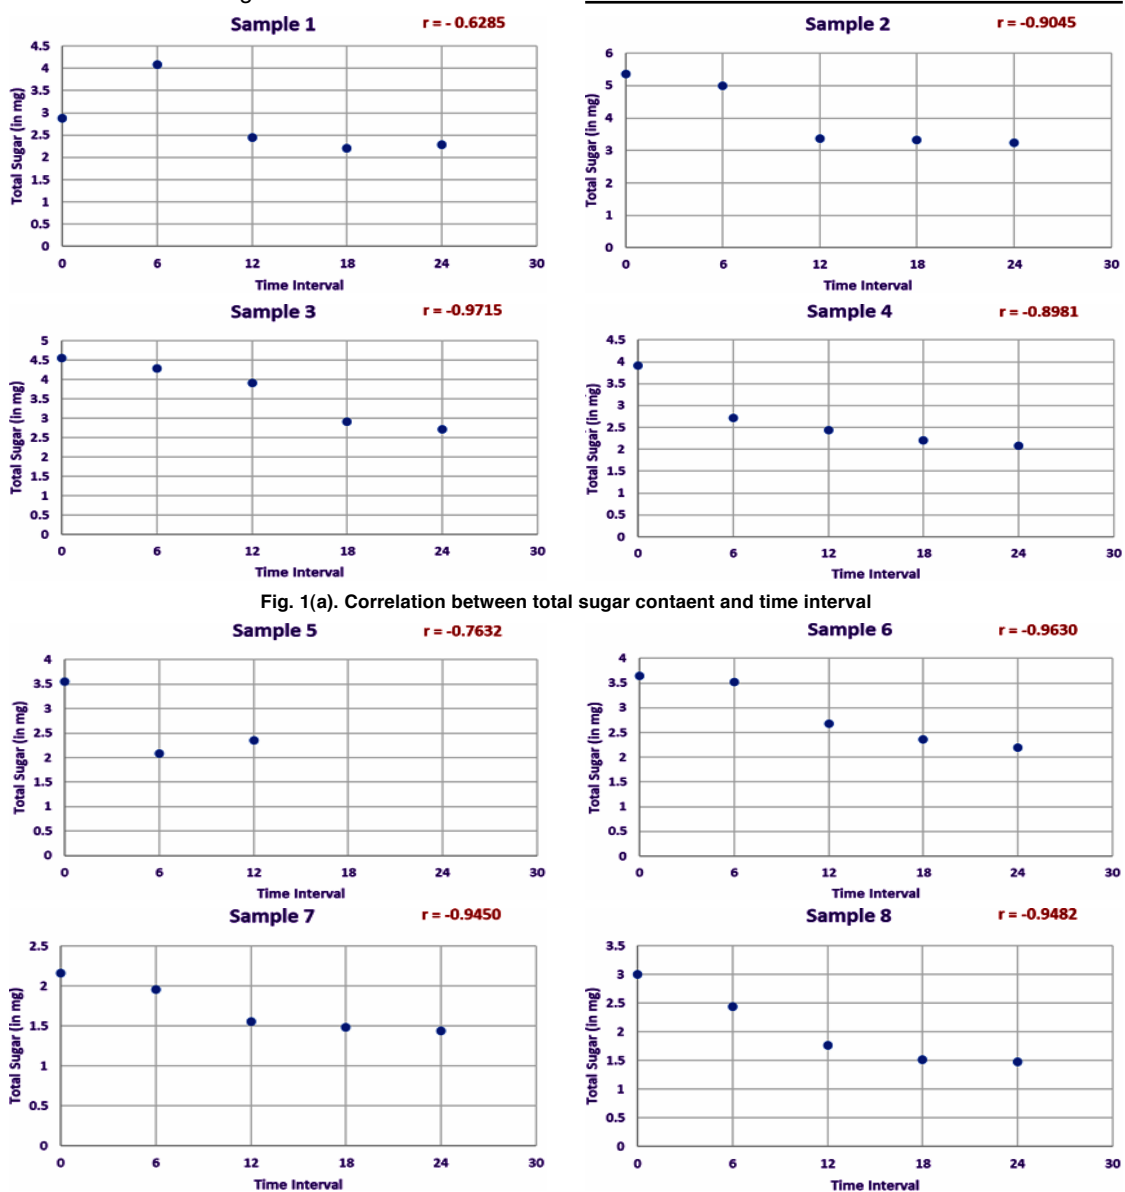 Sample 1 r = - 0.6285
Total Sugar (in mg)
4.5
4
3.5
3
2.5
2
1.5
1
0.5
0
0 6 12 18 24 30
Time Interval
Sample 2 r = -0.9045
Total Sugar (in mg)
6
5
4
3
2
1
0
0 6 12 18 24 30
Time Interval
Sample 3 r = -0.9715
Total Sugar (in mg)
5
4.5
4
3.5
3
2.5
2
1.5
1
0.5
0
0 6 12 18 24 30
Time Interval
Sample 4 r = -0.8981
Total Sugar (in mg)
4.5
4
3.5
3
2.5
2
1.5
1
0.5
0
0 6 12 18 24 30
Time Interval
Fig. 1(a). Correlation between total sugar contaent and time interval
Sample 5 r = -0.7632
Total Sugar (in mg)
4
3.5
3
2.5
2
1.5
1
0.5
0
0 6 12 18 24 30
Time Interval
Sample 6 r = -0.9630
Total Sugar (in mg)
4
3.5
3
2.5
2
1.5
1
0.5
0
0 6 12 18 24 30
Time Interval
Sample 7 r = -0.9450
Total Sugar (in mg)
2.5
2
1.5
1
0.5
0
0 6 12 18 24 30
Time Interval
Sample 8 r = -0.9482
Total Sugar (in mg)
3.5
3
2.5
2
1.5
1
0.5
0
0 6 12 18 24 30
Time Interval